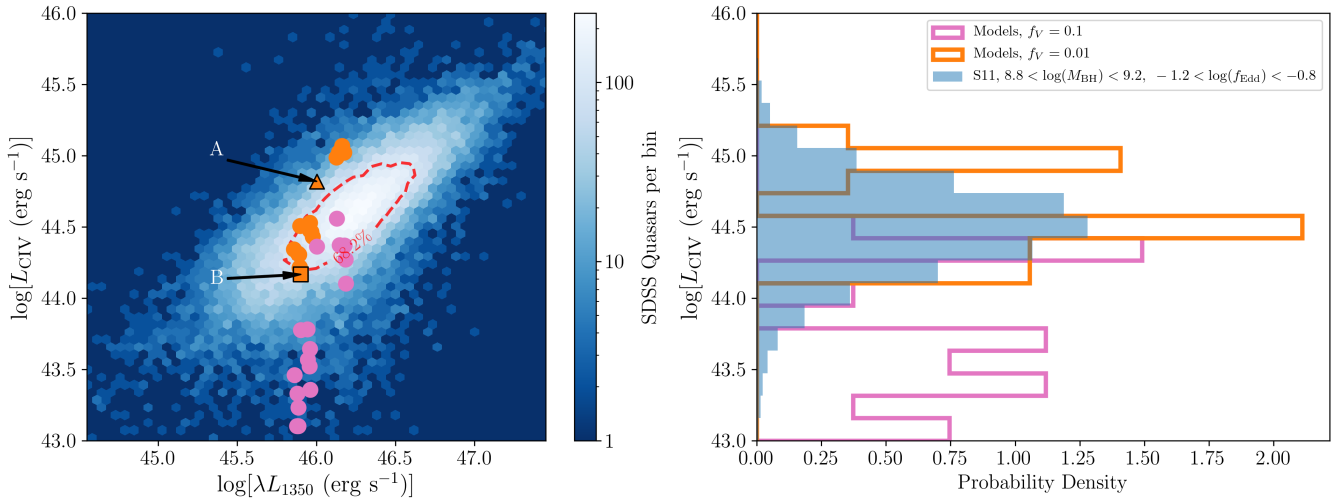 46.0
45.5
45.0
44.5
44.0
43.5
43.0
log[L_CIV (erg s⁻¹)]
A
B
68.2%
45.0 45.5 46.0 46.5 47.0
log[λL₁₃₅₀ (erg s⁻¹)]
100
10
1
SDSS Quasars per bin
46.0
45.5
45.0
44.5
44.0
43.5
43.0
log[L_CIV (erg s⁻¹)]
Models, f_V = 0.1
Models, f_V = 0.01
S11, 8.8 < log(M_BH) < 9.2, −1.2 < log(f_Edd) < −0.8
0.00 0.25 0.50 0.75 1.00 1.25 1.50 1.75 2.00
Probability Density